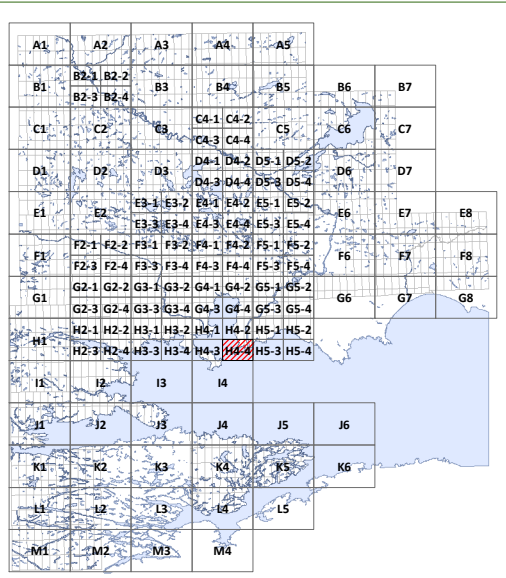 A1 A2 A3 A4 A5
B2-1 B2-2
B1 B3 B4 B5 B6 B7
B2-3 B2-4
C4-1 C4-2
C1 C2 C3 C5 C6 C7
C4-3 C4-4
D4-1 D4-2 D5-1 D5-2
D1 D2 D3 D6 D7
D4-3 D4-4 D5-3 D5-4
E3-1 E3-2 E4-1 E4-2 E5-1 E5-2
E1 E2 E6 E7 E8
E3-3 E3-4 E4-3 E4-4 E5-3 E5-4
F2-1 F2-2 F3-1 F3-2 F4-1 F4-2 F5-1 F5-2
F1 F6 F7 F8
F2-3 F2-4 F3-3 F3-4 F4-3 F4-4 F5-3 F5-4
G2-1 G2-2 G3-1 G3-2 G4-1 G4-2 G5-1 G5-2
G1 G6 G7 G8
G2-3 G2-4 G3-3 G3-4 G4-3 G4-4 G5-3 G5-4
H2-1 H2-2 H3-1 H3-2 H4-1 H4-2 H5-1 H5-2
H1
H2-3 H2-4 H3-3 H3-4 H4-3 H4-4 H5-3 H5-4
I1 I2 I3 I4
J1 J2 J3 J4 J5 J6
K1 K2 K3 K4 K5 K6
L1 L2 L3 L4 L5
M1 M2 M3 M4